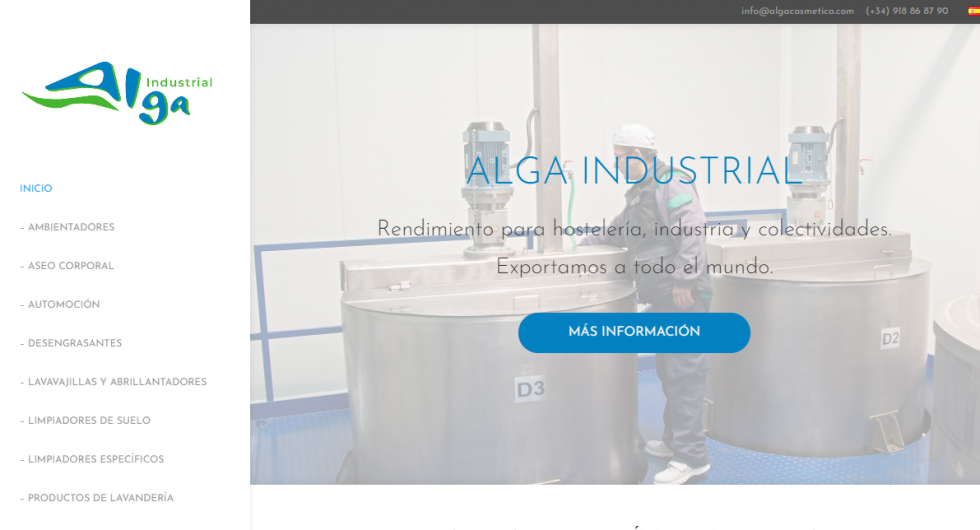 info@algacosmetica.com (+34) 918 86 87 90
Alga Industrial
INICIO
- AMBIENTADORES
- ASEO CORPORAL
- AUTOMOCIÓN
- DESENGRASANTES
- LAVAVAJILLAS Y ABRILLANTADORES
- LIMPIADORES DE SUELO
- LIMPIADORES ESPECÍFICOS
- PRODUCTOS DE LAVANDERÍA
ALGA INDUSTRIAL
Rendimiento para hostelería, industria y colectividades.
Exportamos a todo el mundo.
MÁS INFORMACIÓN
D3
D2